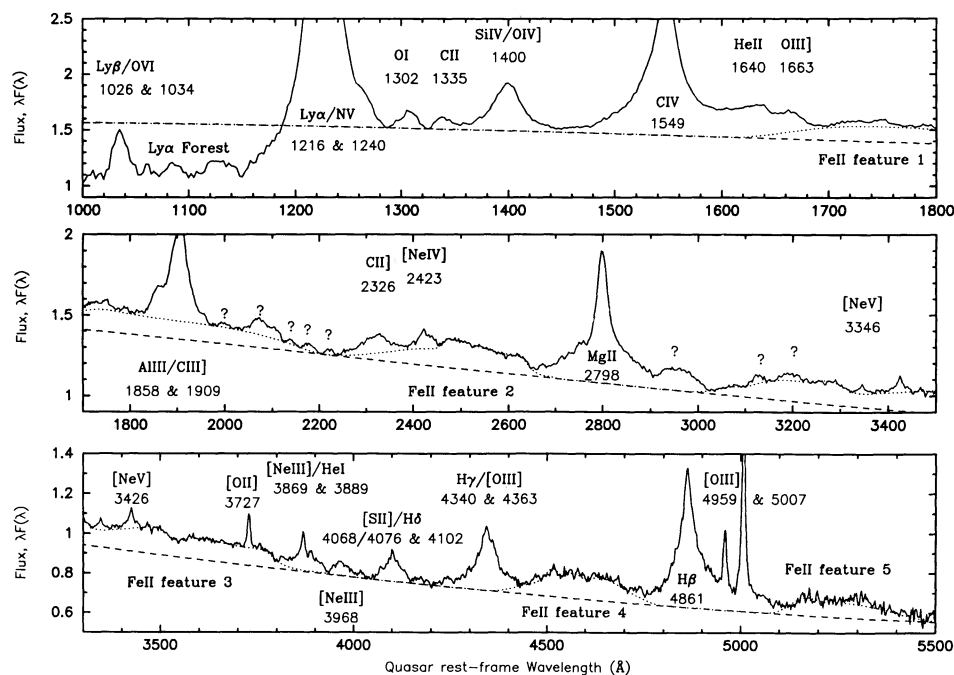 2.5
2
1.5
1
Flux, λF(λ)
Lyβ/OVI
1026 & 1034
Lyα Forest
Lyα/NV
1216 & 1240
OI
1302
CII
1335
SiIV/OIV]
1400
CIV
1549
HeII OIII]
1640 1663
FeII feature 1
1000 1100 1200 1300 1400 1500 1600 1700 1800
2
1.5
1
Flux, λF(λ)
AlIII/CIII]
1858 & 1909
? ? ? ? ?
CII]
2326
[NeIV]
2423
FeII feature 2
MgII
2798
?
? ?
[NeV]
3346
1800 2000 2200 2400 2600 2800 3000 3200 3400
1.4
1.2
1
0.8
0.6
Flux, λF(λ)
[NeV]
3426
[OII]
3727
[NeIII]/HeI
3869 & 3889
[SII]/Hδ
4068/4076 & 4102
Hγ/[OIII]
4340 & 4363
[OIII]
4959 & 5007
FeII feature 3
[NeIII]
3968
FeII feature 4
Hβ
4861
FeII feature 5
3500 4000 4500 5000 5500
Quasar rest-frame Wavelength (Å)